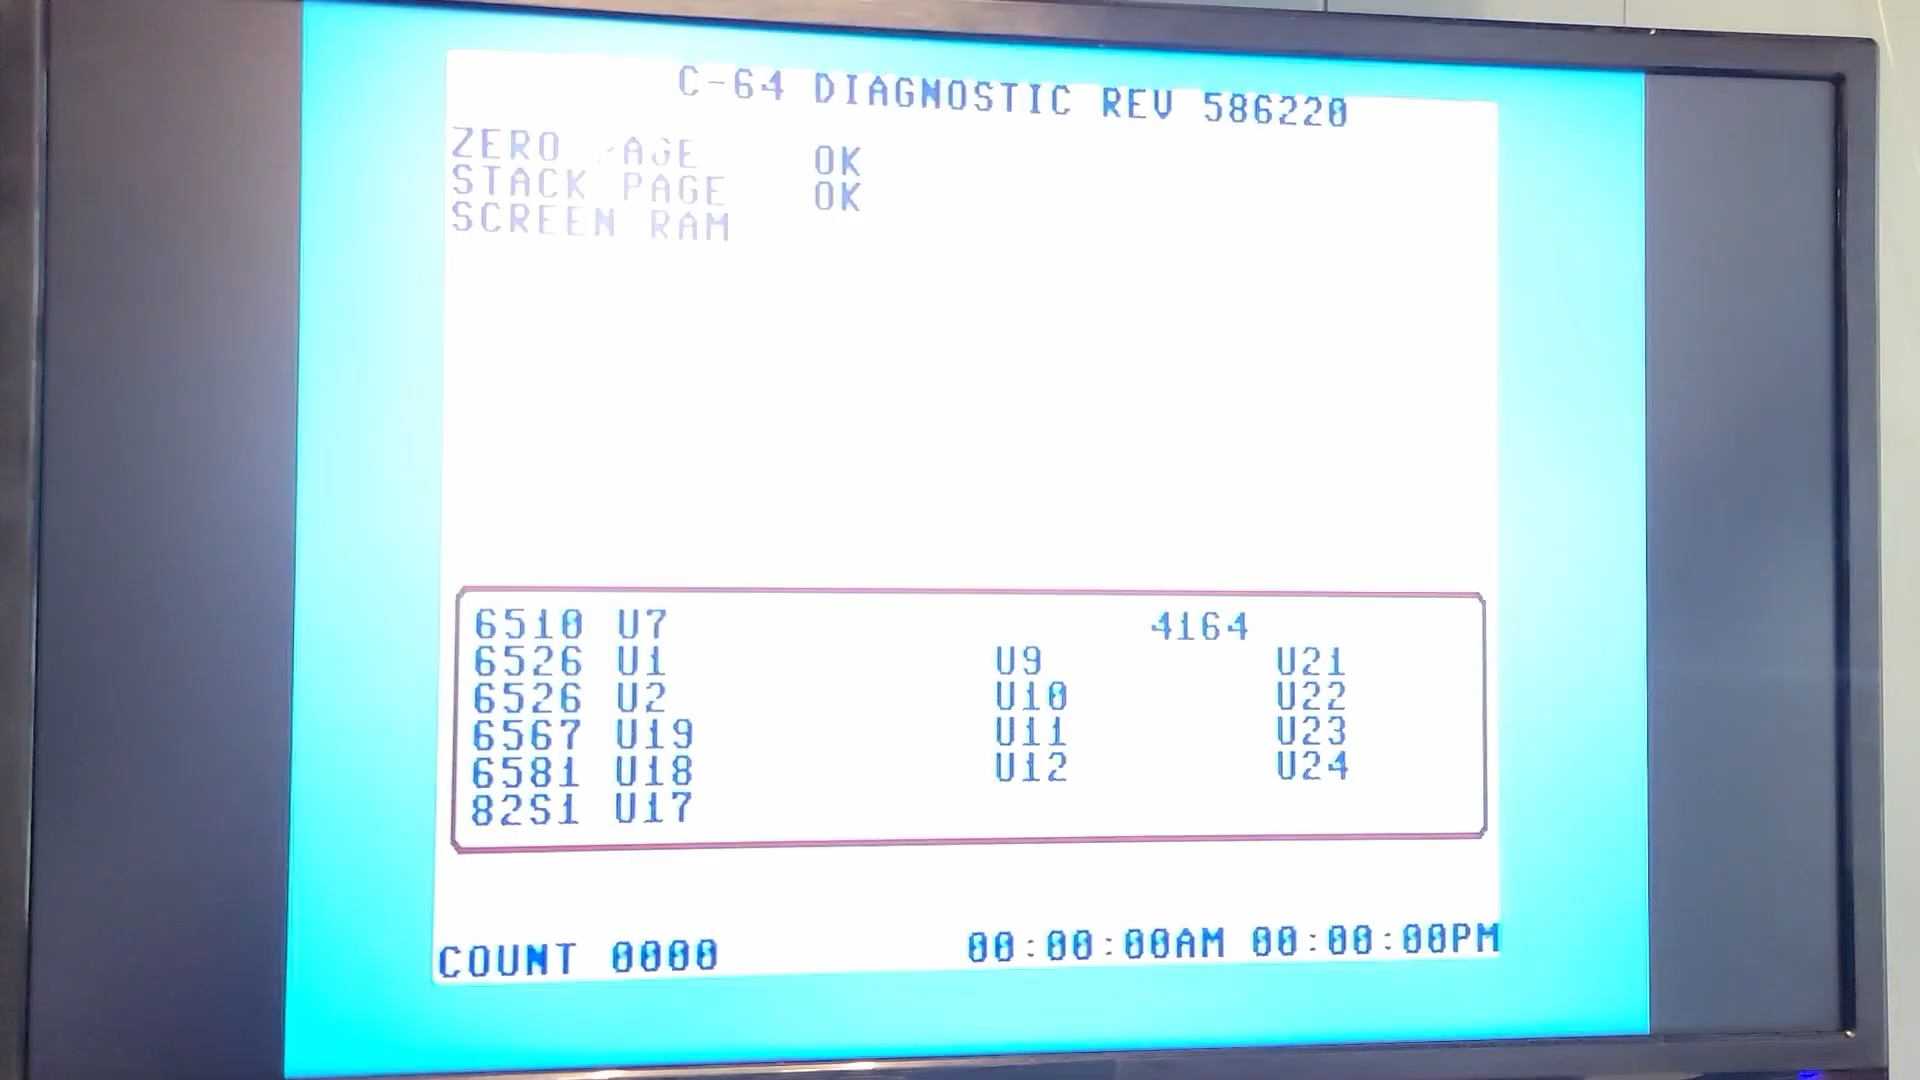 C-64 DIAGNOSTIC REV 586220
ZERO PAGE OK
STACK PAGE OK
SCREEN RAM
6510 U7 4164
6526 U1 U9 U21
6526 U2 U10 U22
6567 U19 U11 U23
6581 U18 U12 U24
82S1 U17
COUNT 0000 00:00:00AM 00:00:00PM